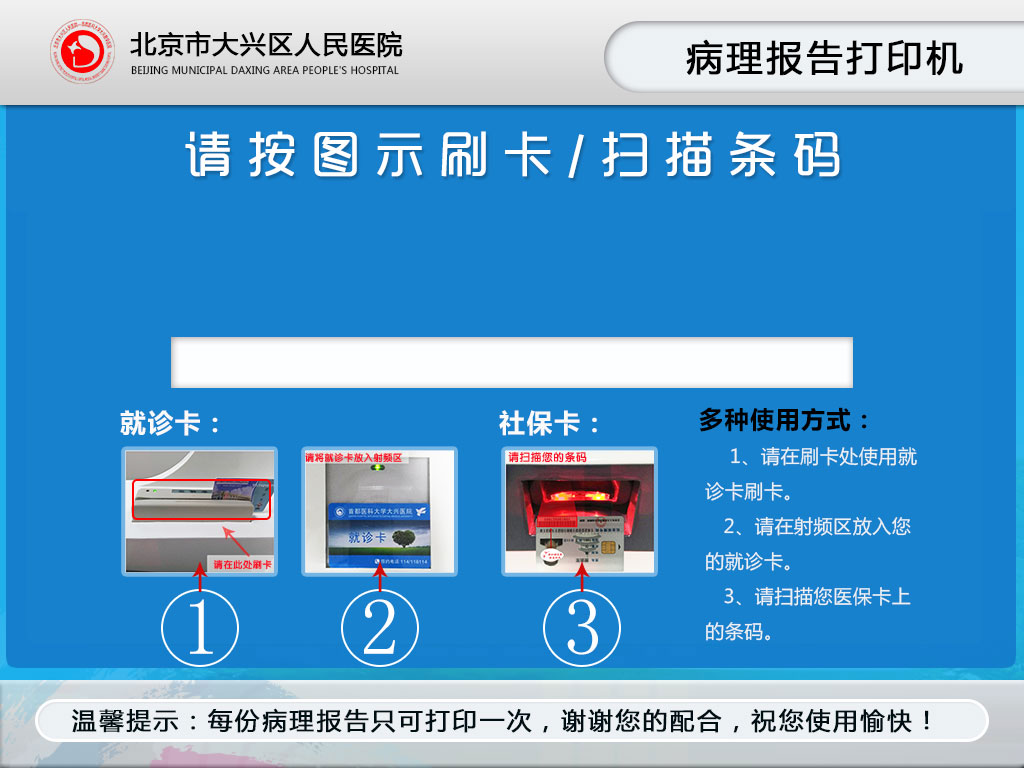 北京市大兴区人民医院
BEIJING MUNICIPAL DAXING AREA PEOPLE'S HOSPITAL
病理报告打印机
请按图示刷卡/扫描条码
就诊卡：
社保卡：
多种使用方式：
请在此处刷卡
请将就诊卡放入射频区
首都医科大学大兴医院
就诊卡
预约电话 114/116114
请扫描您的条码
1
2
3
1、请在刷卡处使用就
诊卡刷卡。
2、请在射频区放入您
的就诊卡。
3、请扫描您医保卡上
的条码。
温馨提示：每份病理报告只可打印一次，谢谢您的配合，祝您使用愉快！